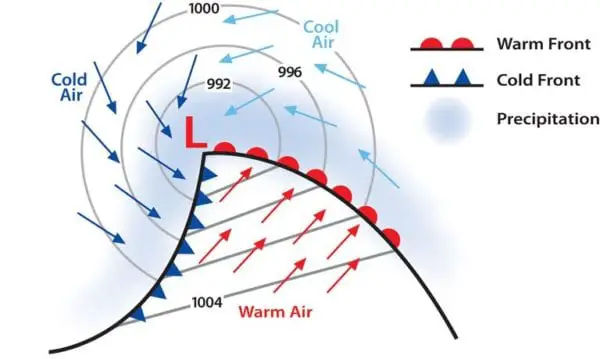 1000
Cool
Air
Cold
Air
992
996
L
1004
Warm Air
Warm Front
Cold Front
Precipitation